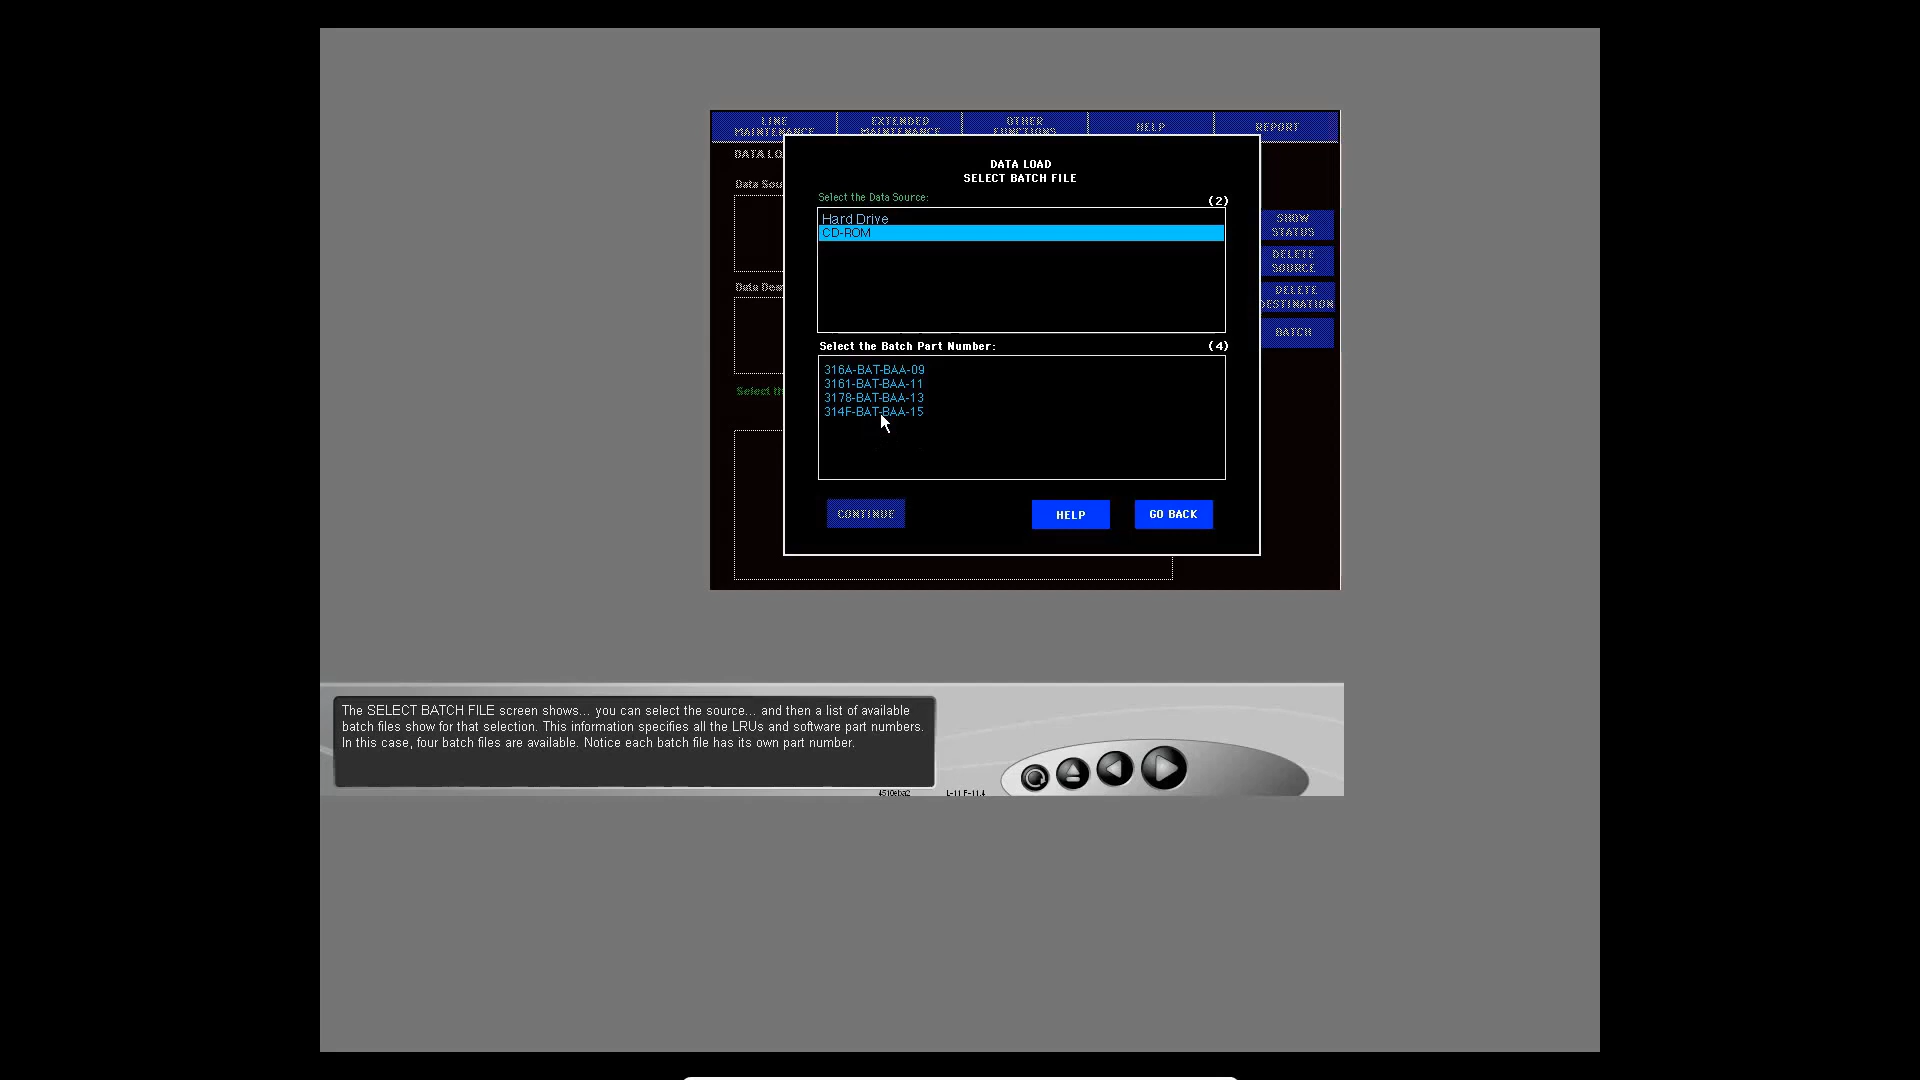 LINE MAINTENANCE
EXTENDED MAINTENANCE
OTHER FUNCTIONS
HELP
REPORT
DATA LOAD
SELECT BATCH FILE
Select the Data Source:
(2)
Hard Drive
CD-ROM
Data Sou
SHOW STATUS
DELETE SOURCE
DELETE DESTINATION
BATCH
Select the Batch Part Number:
(4)
316A-BAT-BAA-09
3161-BAT-BAA-11
3178-BAT-BAA-13
314F-BAT-BAA-15
CONTINUE
HELP
GO BACK
The SELECT BATCH FILE screen shows... you can select the source... and then a list of available
batch files show for that selection. This information specifies all the LRUs and software part numbers.
In this case, four batch files are available. Notice each batch file has its own part number.
L-11 F-11.4